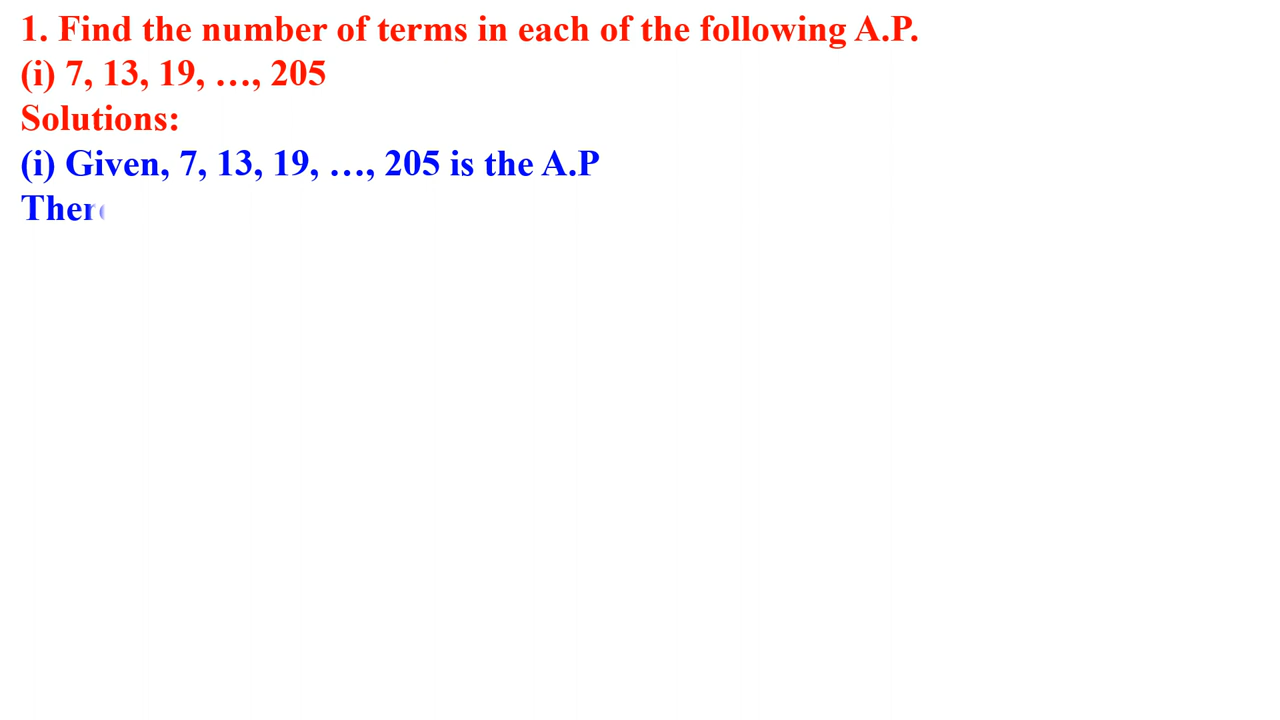 1. Find the number of terms in each of the following A.P.
(i) 7, 13, 19, …, 205
Solutions:
(i) Given, 7, 13, 19, …, 205 is the A.P
There